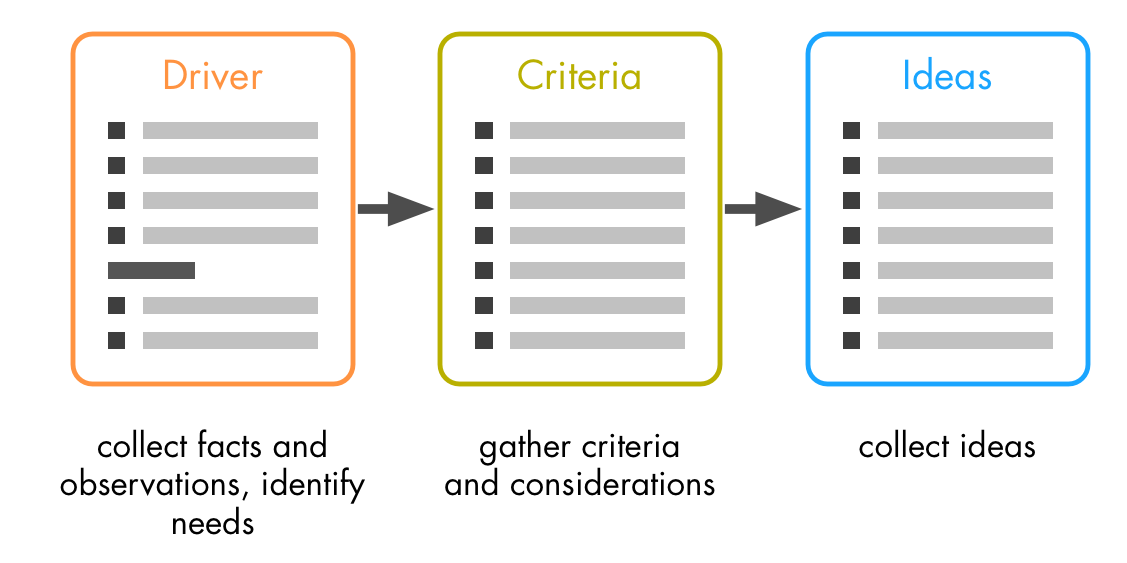 Driver
Criteria
Ideas
collect facts and
observations, identify
needs
gather criteria
and considerations
collect ideas